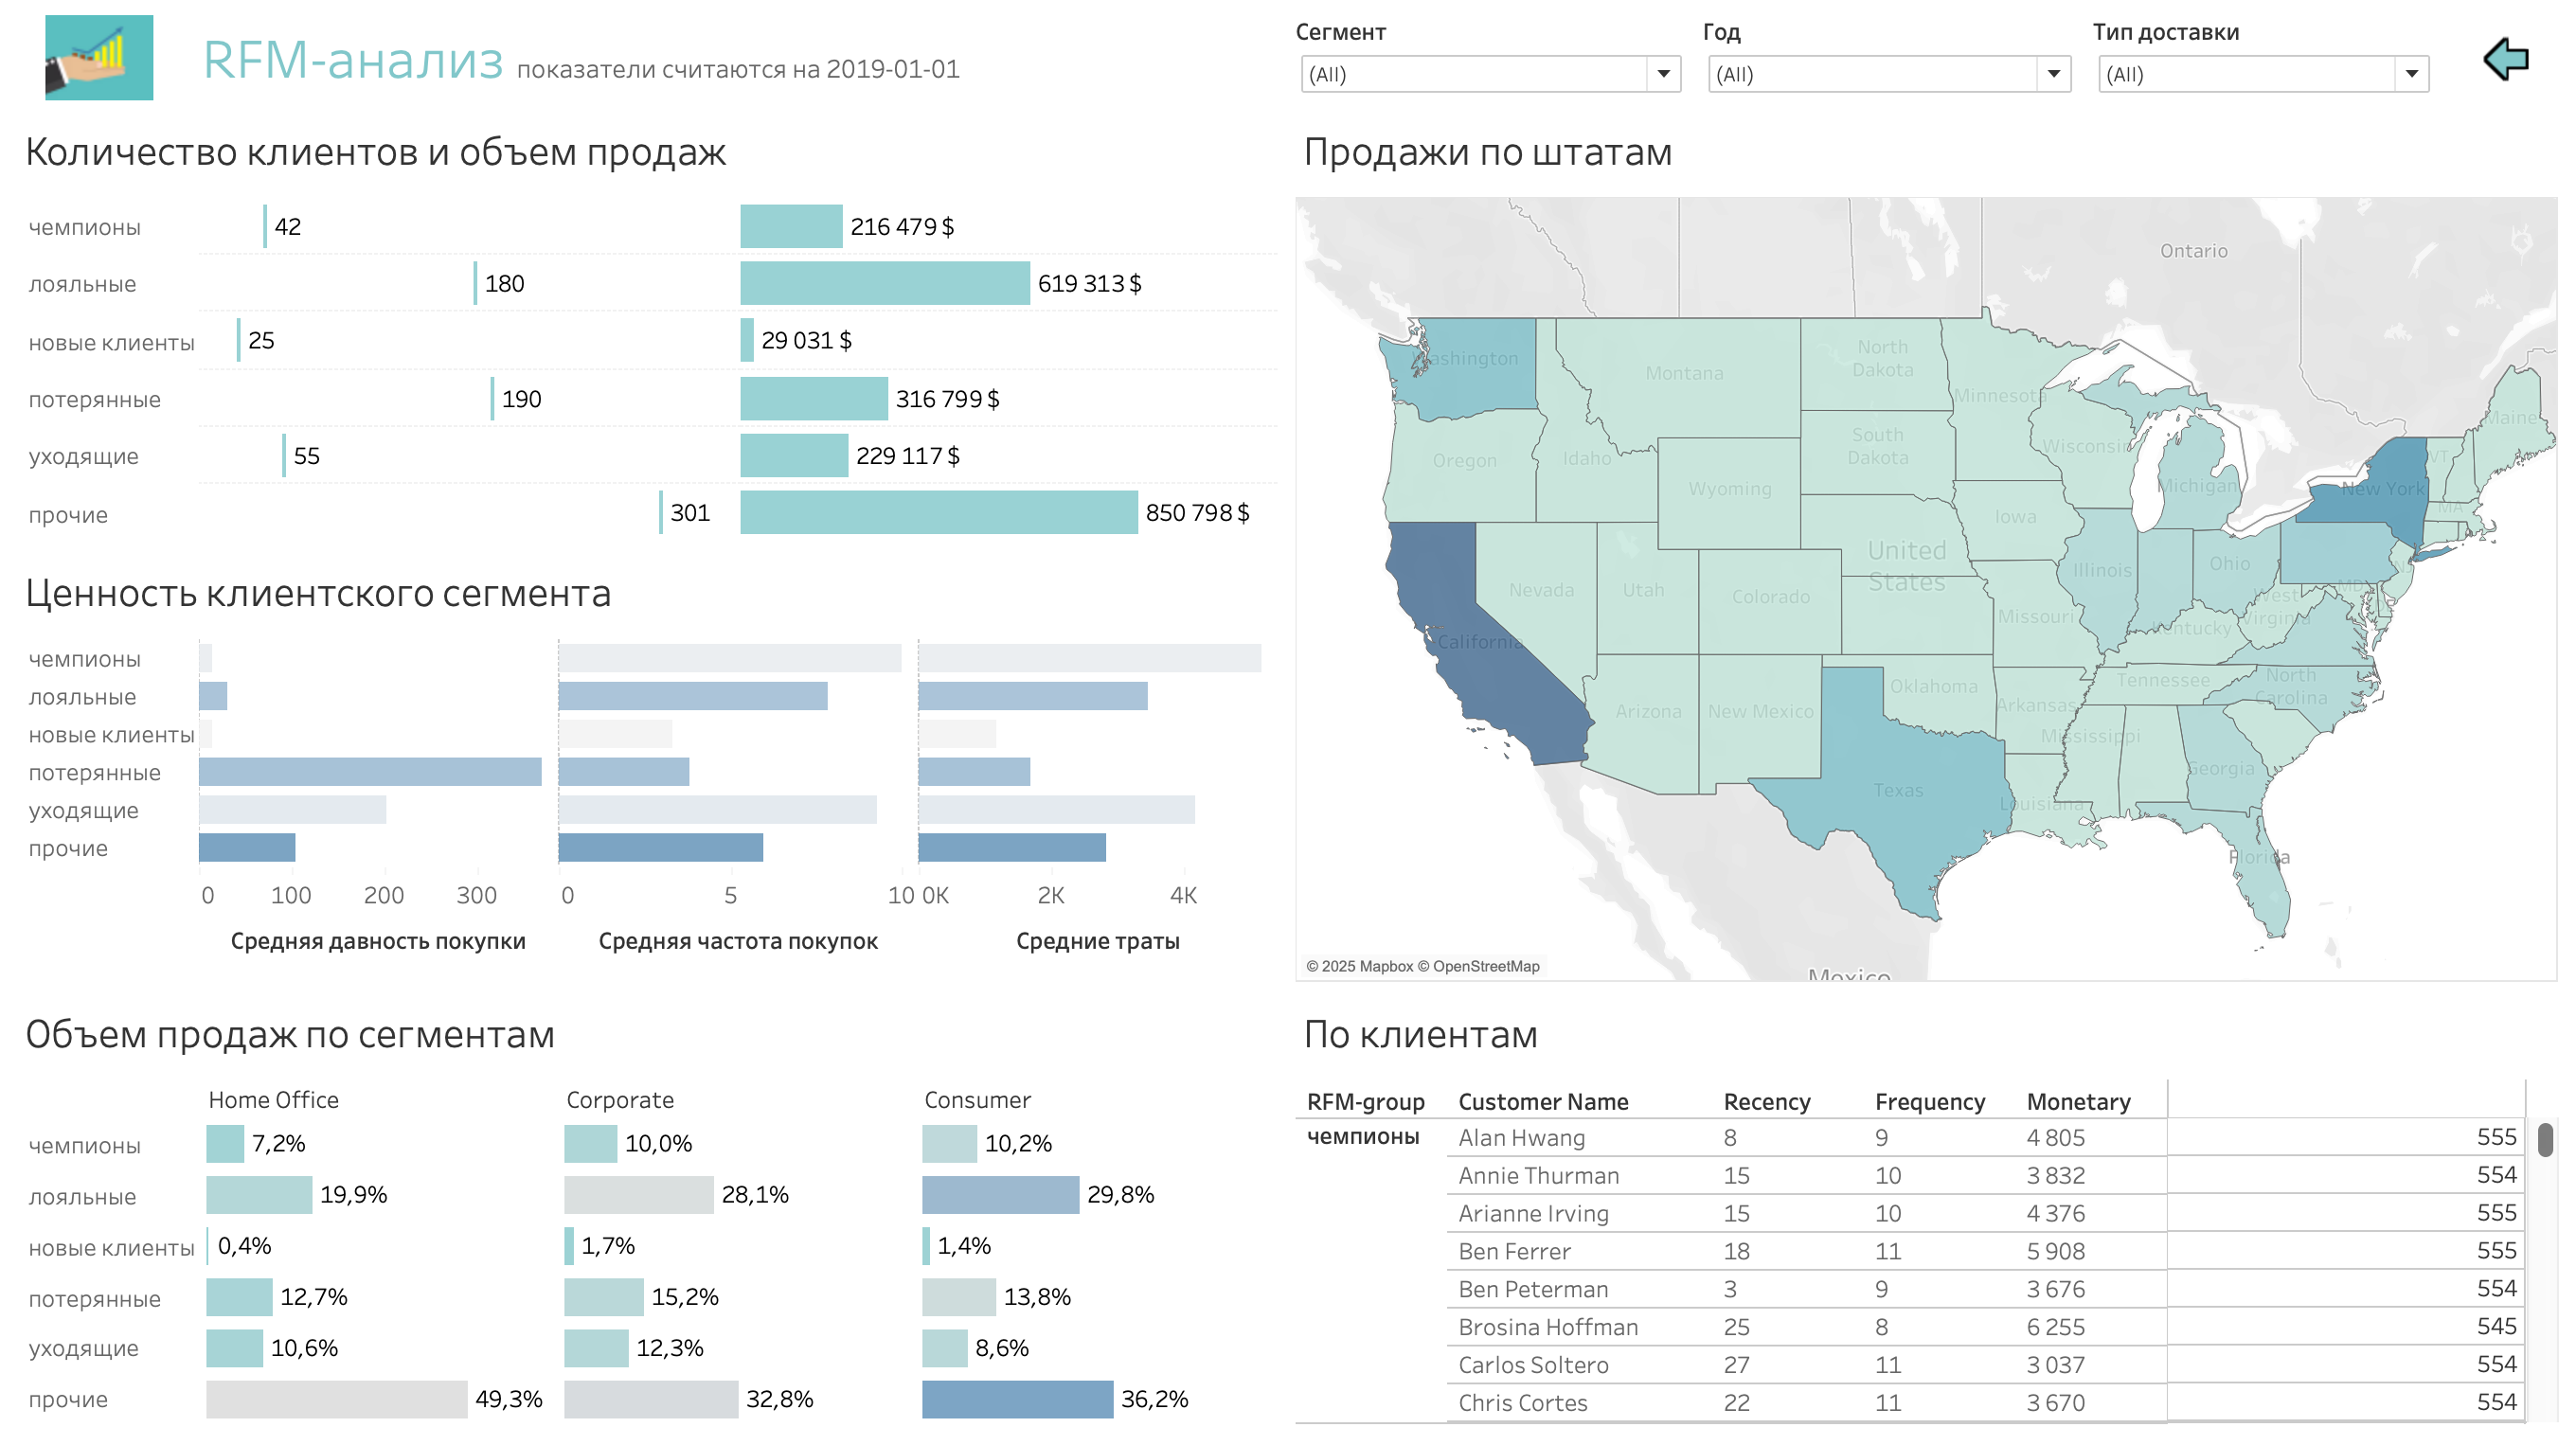 RFM-анализ показатели считаются на 2019-01-01
Сегмент
(All)
Год
(All)
Тип доставки
(All)
Количество клиентов и объем продаж
чемпионы 42 216 479 $
лояльные 180 619 313 $
новые клиенты 25 29 031 $
потерянные 190 316 799 $
уходящие 55 229 117 $
прочие 301 850 798 $
Ценность клиентского сегмента
чемпионы
лояльные
новые клиенты
потерянные
уходящие
прочие
0 100 200 300 0 5 10 0K 2K 4K
Средняя давность покупки Средняя частота покупок Средние траты
Объем продаж по сегментам
Home Office Corporate Consumer
чемпионы 7,2% 10,0% 10,2%
лояльные 19,9% 28,1% 29,8%
новые клиенты 0,4% 1,7% 1,4%
потерянные 12,7% 15,2% 13,8%
уходящие 10,6% 12,3% 8,6%
прочие 49,3% 32,8% 36,2%
Продажи по штатам
Ontario
Washington
Montana
North
Dakota
Minnesota
Maine
Oregon
Idaho
South
Dakota
Wisconsin
VT
Wyoming
Michigan
New York
MA
Iowa
United
States
Nevada
Utah
Colorado
Illinois
Ohio
NJ
MD
DE
West
Virginia
Missouri
Kentucky
California
Arizona
New Mexico
Oklahoma
Arkansas
Tennessee
North
Carolina
Mississippi
Georgia
Texas
Louisiana
Florida
Mexico
© 2025 Mapbox © OpenStreetMap
По клиентам
RFM-group Customer Name Recency Frequency Monetary
чемпионы Alan Hwang 8 9 4 805 555
Annie Thurman 15 10 3 832 554
Arianne Irving 15 10 4 376 555
Ben Ferrer 18 11 5 908 555
Ben Peterman 3 9 3 676 554
Brosina Hoffman 25 8 6 255 545
Carlos Soltero 27 11 3 037 554
Chris Cortes 22 11 3 670 554